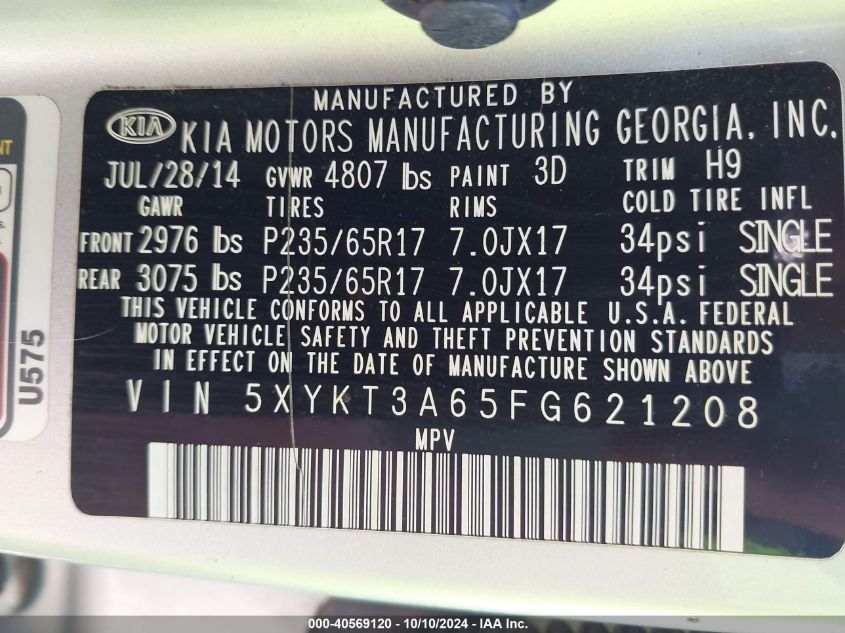 MANUFACTURED BY
KIA KIA MOTORS MANUFACTURING GEORGIA, INC.
JUL/28/14 GVWR 4807 lbs PAINT 3D TRIM H9
GAWR TIRES RIMS COLD TIRE INFL
FRONT 2976 lbs P235/65R17 7.0JX17 34psi SINGLE
REAR 3075 lbs P235/65R17 7.0JX17 34psi SINGLE
THIS VEHICLE CONFORMS TO ALL APPLICABLE U.S.A. FEDERAL
MOTOR VEHICLE SAFETY AND THEFT PREVENTION STANDARDS
IN EFFECT ON THE DATE OF MANUFACTURE SHOWN ABOVE
VIN 5XYKT3A65FG621208
MPV
U575
000-40569120 - 10/10/2024 - IAA Inc.